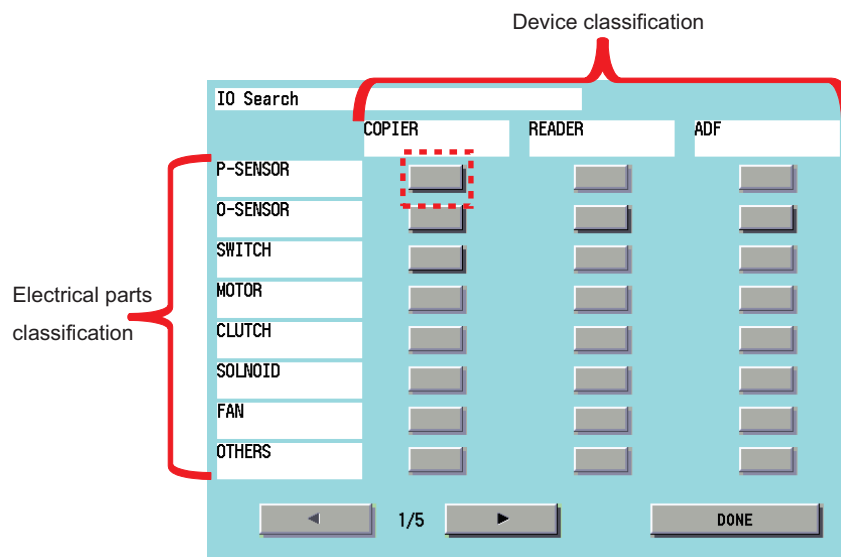 Device classification
IO Search
COPIER READER ADF
P-SENSOR
O-SENSOR
SWITCH
MOTOR
Electrical parts
classification
CLUTCH
SOLNOID
FAN
OTHERS
1/5
DONE